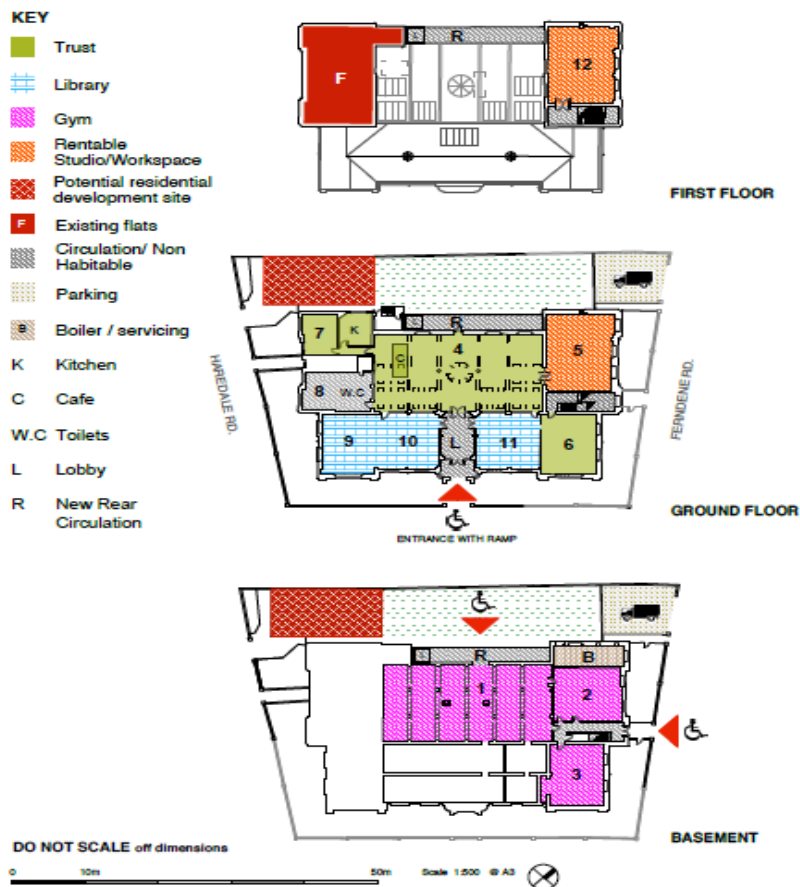 KEY
Trust
Library
Gym
Rentable
Studio/Workspace
Potential residential
development site
F
Existing flats
Circulation/ Non
Habitable
Parking
B
Boiler / servicing
K Kitchen
C Cafe
W.C Toilets
L Lobby
R New Rear
Circulation
R
F
12
FIRST FLOOR
R
7
K
C
4
5
8
W.C
9
10
L
11
6
HAREDALE RD.
FERNDENE RD.
GROUND FLOOR
ENTRANCE WITH RAMP
R
B
1
2
3
BASEMENT
DO NOT SCALE off dimensions
0 10m 50m Scale 1:500 @ A3